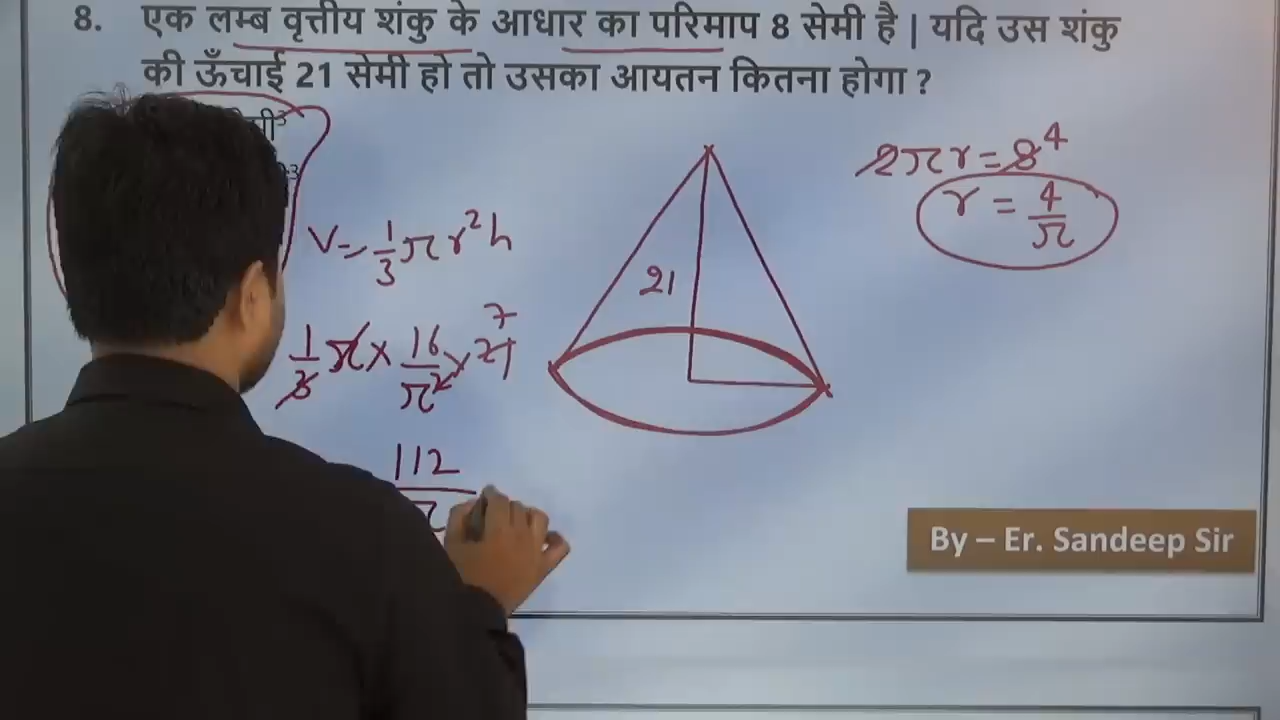 8. एक लम्ब वृत्तीय शंकु के आधार का परिमाप 8 सेमी है | यदि उस शंकु
की ऊँचाई 21 सेमी हो तो उसका आयतन कितना होगा ?
2πr = 8 4
r = 4/π
V = 1/3 πr²h
21
1/3 π × 16/π² × 21 7
112/π
By – Er. Sandeep Sir